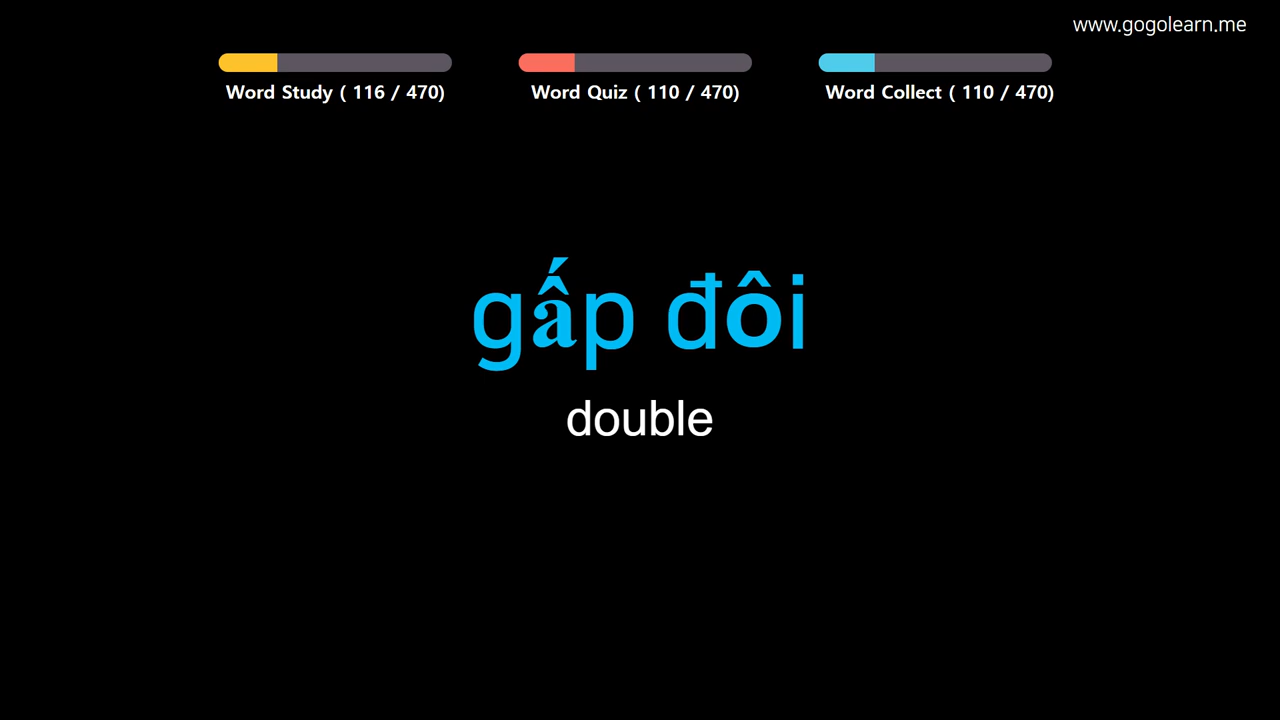 www.gogolearn.me
Word Study ( 116 / 470)
Word Quiz ( 110 / 470)
Word Collect ( 110 / 470)
gấp đôi
double